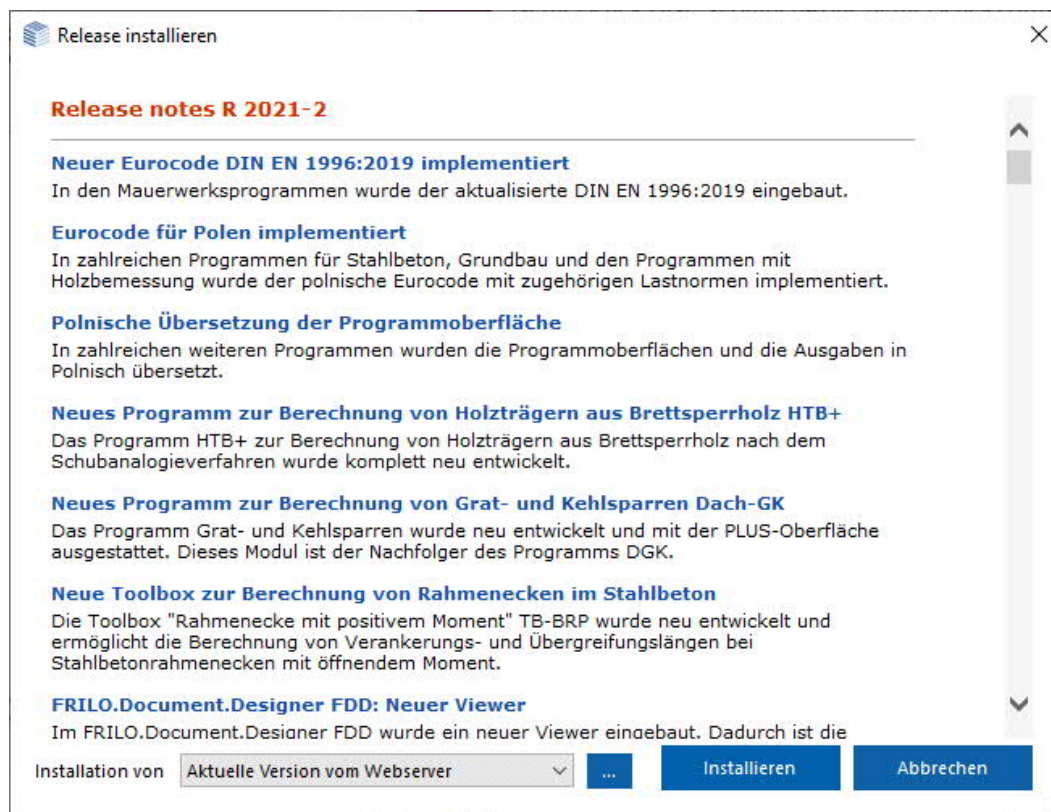 Release installieren
Release notes R 2021-2
Neuer Eurocode DIN EN 1996:2019 implementiert
In den Mauerwerksprogrammen wurde der aktualisierte DIN EN 1996:2019 eingebaut.
Eurocode für Polen implementiert
In zahlreichen Programmen für Stahlbeton, Grundbau und den Programmen mit
Holzbemessung wurde der polnische Eurocode mit zugehörigen Lastnormen implementiert.
Polnische Übersetzung der Programmoberfläche
In zahlreichen weiteren Programmen wurden die Programmoberflächen und die Ausgaben in
Polnisch übersetzt.
Neues Programm zur Berechnung von Holzträgern aus Brettsperrholz HTB+
Das Programm HTB+ zur Berechnung von Holzträgern aus Brettsperrholz nach dem
Schubanalogieverfahren wurde komplett neu entwickelt.
Neues Programm zur Berechnung von Grat- und Kehlsparren Dach-GK
Das Programm Grat- und Kehlsparren wurde neu entwickelt und mit der PLUS-Oberfläche
ausgestattet. Dieses Modul ist der Nachfolger des Programms DGK.
Neue Toolbox zur Berechnung von Rahmenecken im Stahlbeton
Die Toolbox "Rahmenecke mit positivem Moment" TB-BRP wurde neu entwickelt und
ermöglicht die Berechnung von Verankerungs- und Übergreifungslängen bei
Stahlbetonrahmenecken mit öffnendem Moment.
FRILO.Document.Designer FDD: Neuer Viewer
Im FRILO.Document.Designer FDD wurde ein neuer Viewer eingebaut. Dadurch ist die
Installation von Aktuelle Version vom Webserver ... Installieren Abbrechen